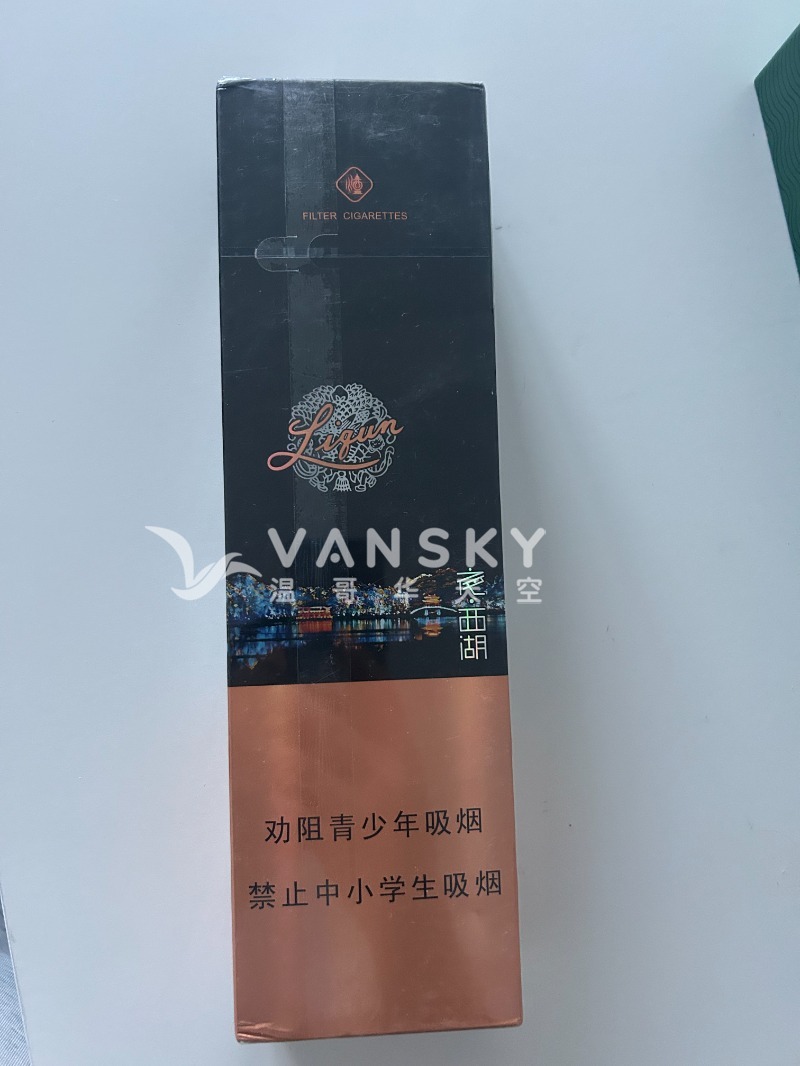 FILTER CIGARETTES
Liqun
VANSKY
温哥华天空
夜西湖
劝阻青少年吸烟
禁止中小学生吸烟